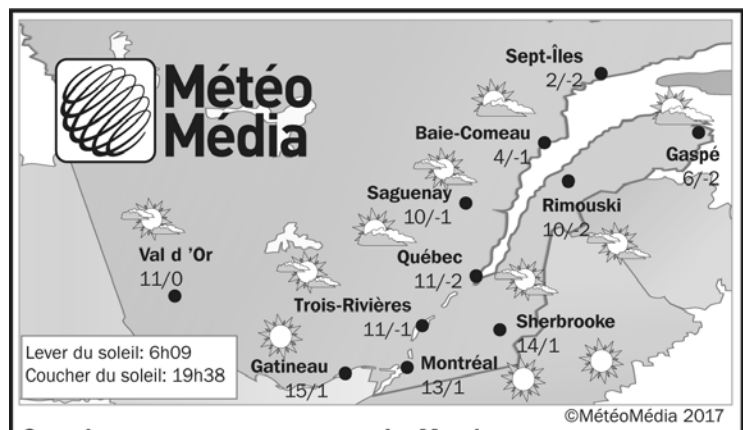 Météo
Média
Sept-Îles
2/-2
Baie-Comeau
4/-1
Gaspé
6/-2
Saguenay
10/-1
Rimouski
10/-2
Val d ’Or
11/0
Québec
11/-2
Trois-Rivières
11/-1
Sherbrooke
14/1
Gatineau
15/1
Montréal
13/1
Lever du soleil: 6h09
Coucher du soleil: 19h38
©MétéoMédia 2017